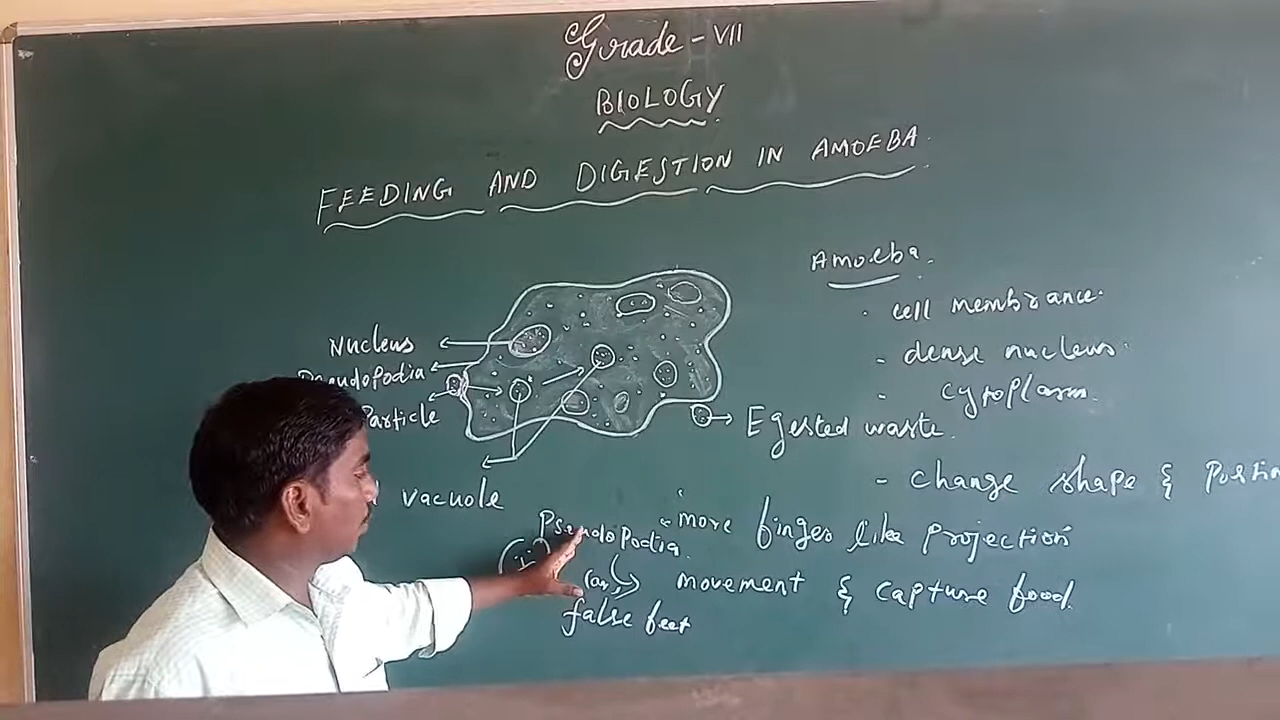 Grade - VII
BIOLOGY
FEEDING AND DIGESTION IN AMOEBA.
Amoeba.
. cell membrance.
Nucleus
- dense nucleus.
Pseudopodia
- cytoplasm.
Particle
Egested waste.
- change shape &
vacuole
Pseudopodia. " more finger like projection
(or) movement & capture food.
false feet